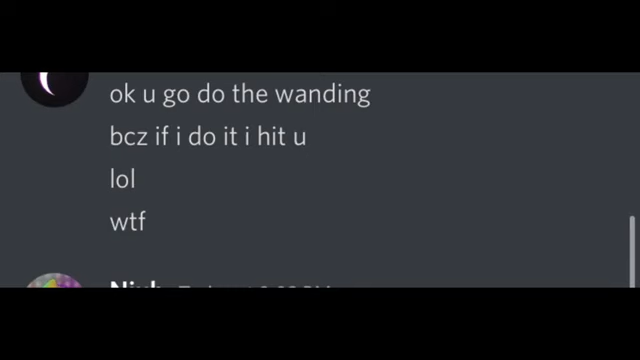 ok u go do the wanding
bcz if i do it i hit u
lol
wtf